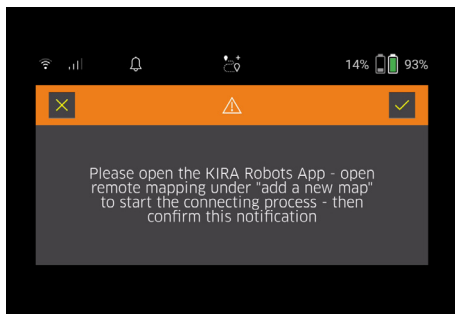 14% 93%
Please open the KIRA Robots App - open
remote mapping under "add a new map"
to start the connecting process - then
confirm this notification